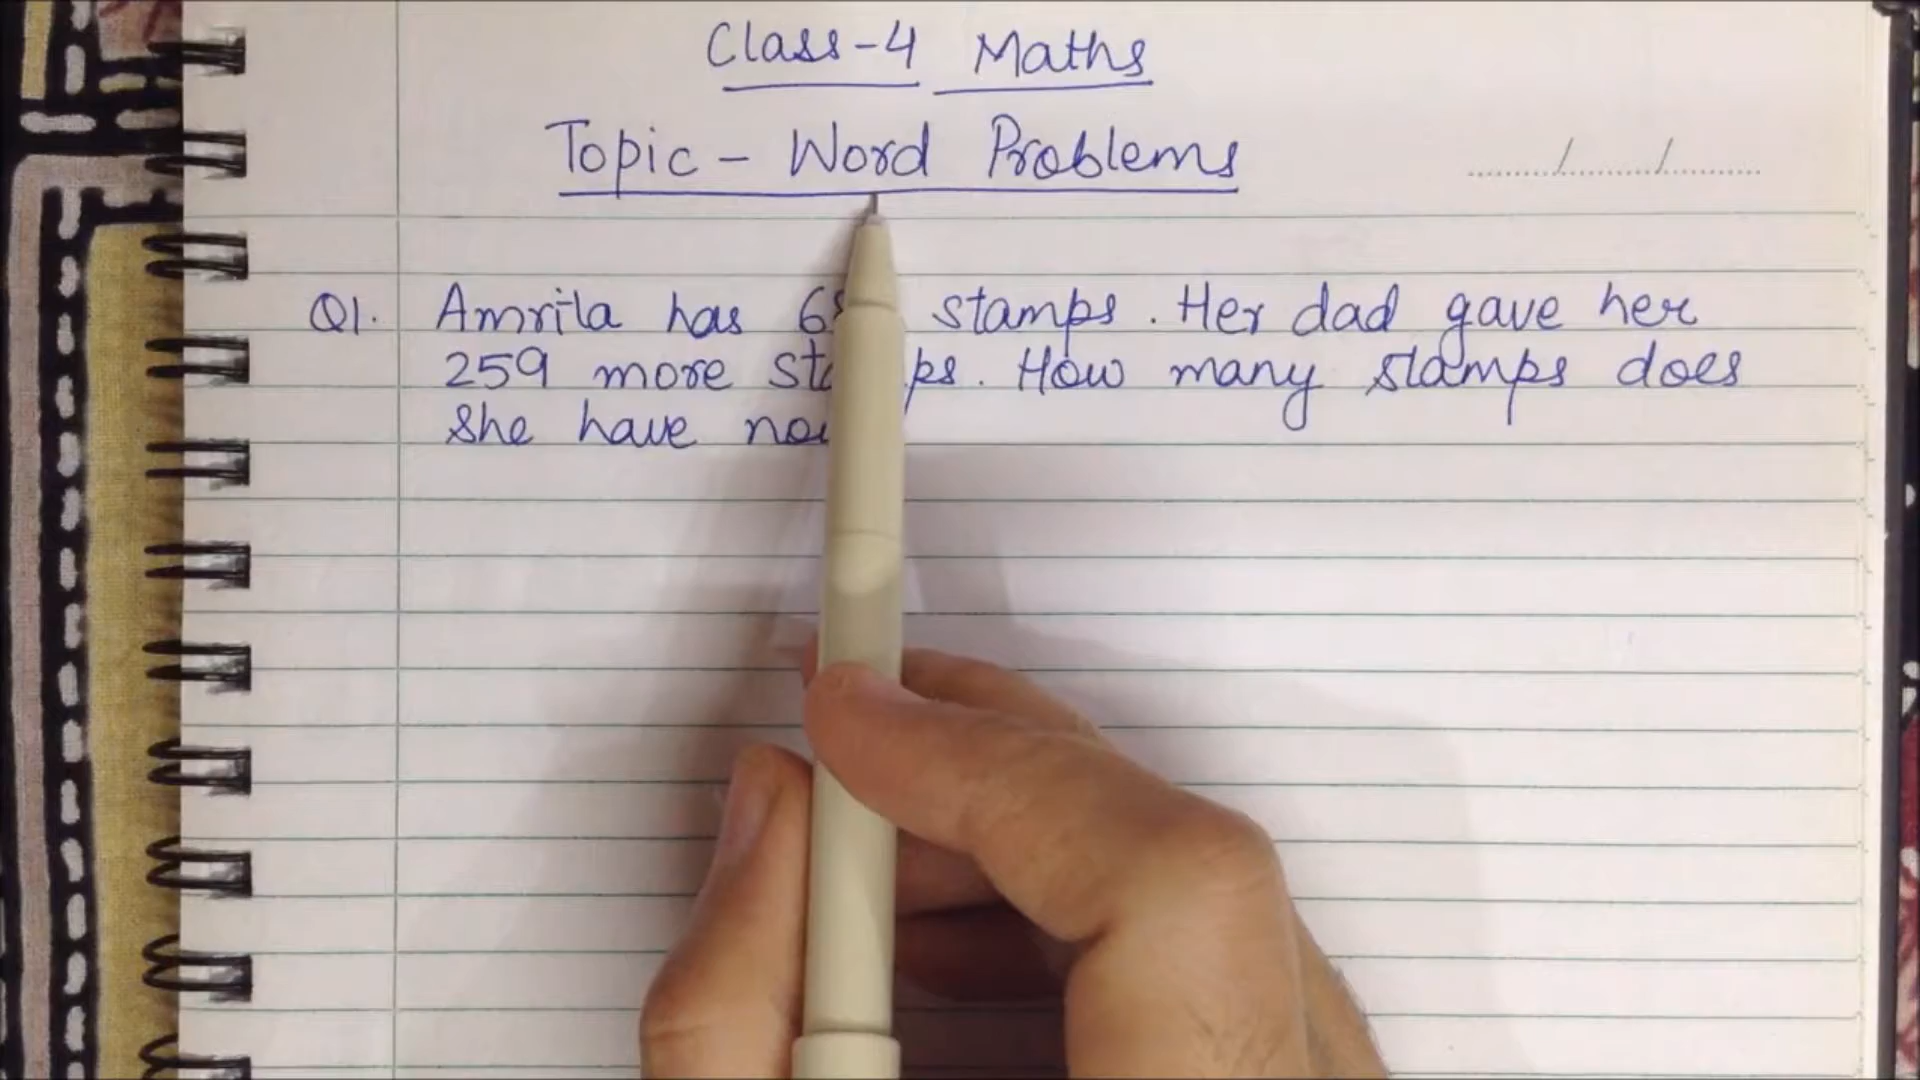 Class-4 Maths
Topic - Word Problems
Q1. Amrita has stamps. Her dad gave her
259 more stamps. How many stamps does
she have